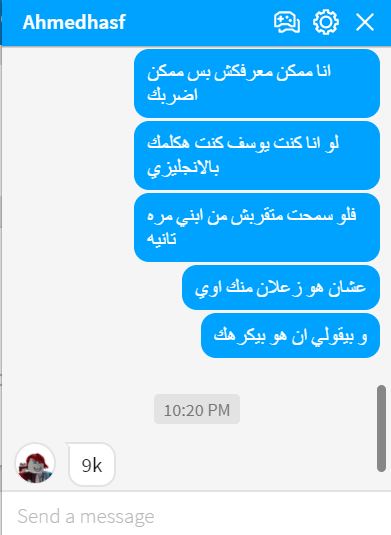 Ahmedhasf
انا ممكن معرفكش بس ممكن
اضربك
لو انا كنت يوسف كنت هكلمك
بالانجليزي
فلو سمحت متقربش من ابني مره
تانيه
عشان هو زعلان منك اوي
و بيقولي ان هو بيكرهك
10:20 PM
9k
Send a message